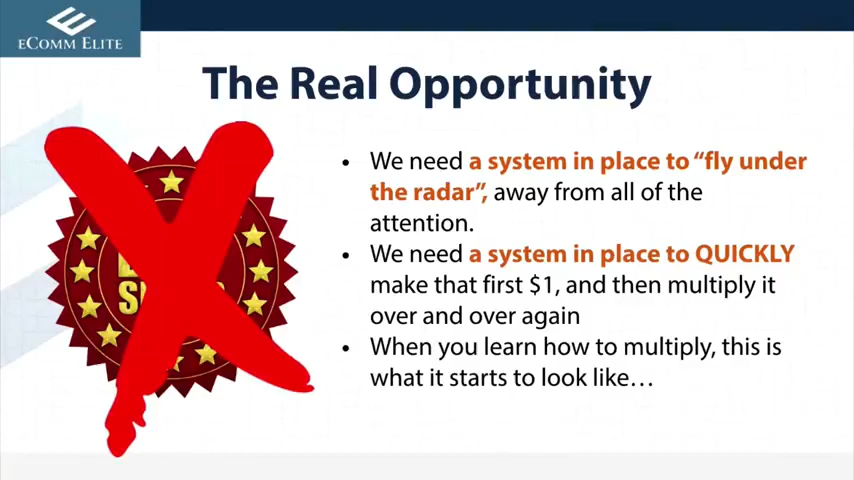 ECOMM ELITE
The Real Opportunity
• We need a system in place to “fly under
the radar”, away from all of the
attention.
• We need a system in place to QUICKLY
make that first $1, and then multiply it
over and over again
• When you learn how to multiply, this is
what it starts to look like…